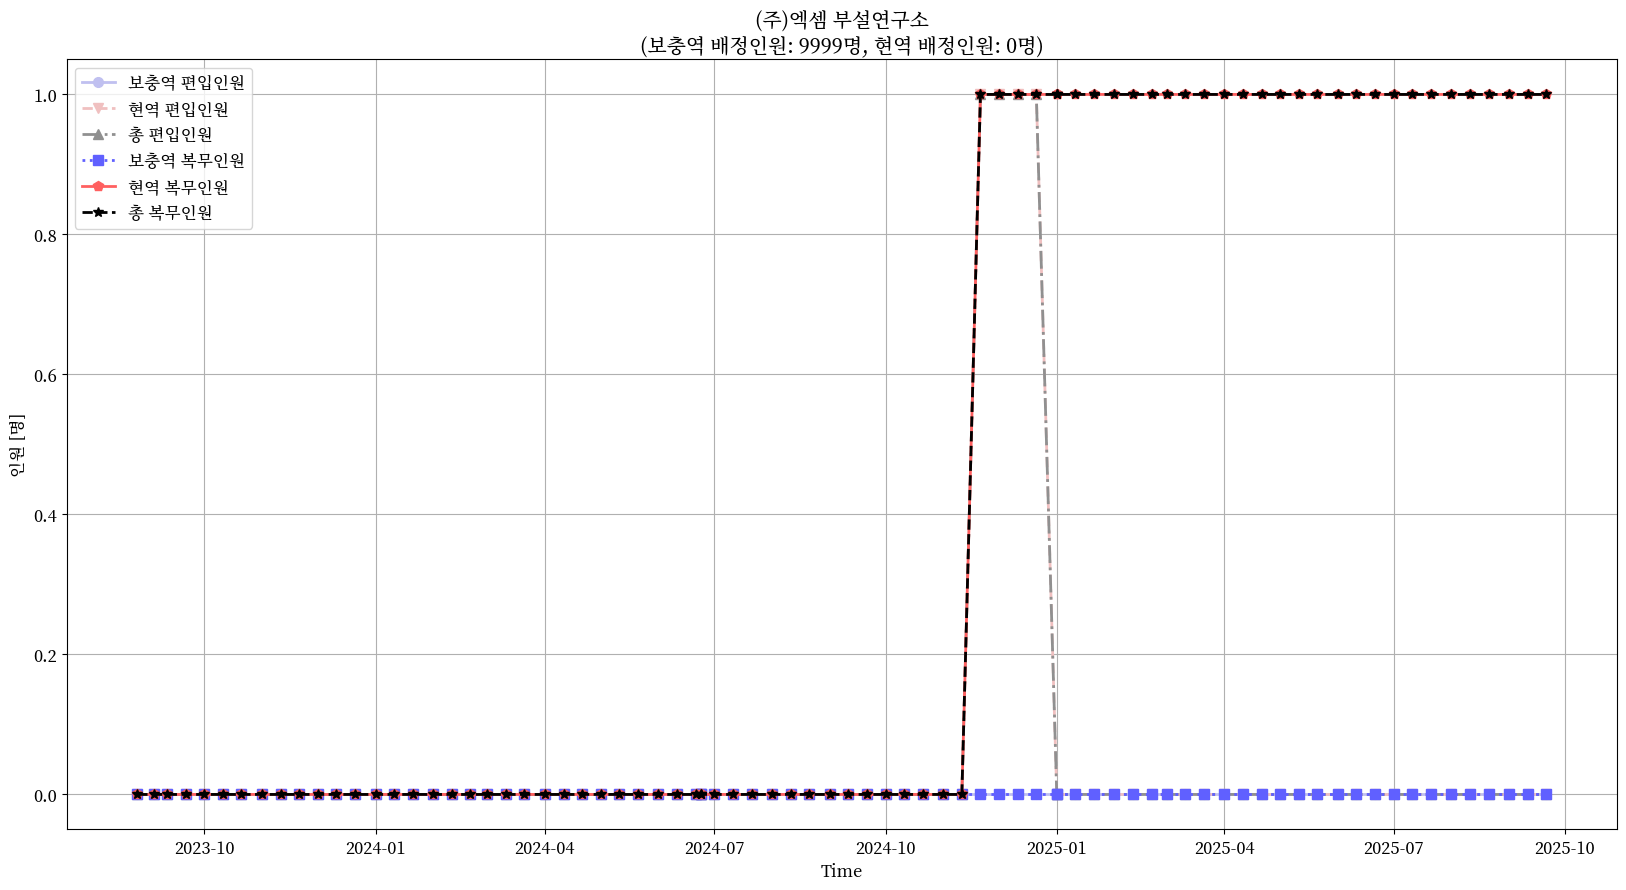 (주)엑셈 부설연구소
(보충역 배정인원: 9999명, 현역 배정인원: 0명)
보충역 편입인원
현역 편입인원
총 편입인원
보충역 복무인원
현역 복무인원
총 복무인원
인원 [명]
1.0
0.8
0.6
0.4
0.2
0.0
2023-10
2024-01
2024-04
2024-07
2024-10
2025-01
2025-04
2025-07
2025-10
Time